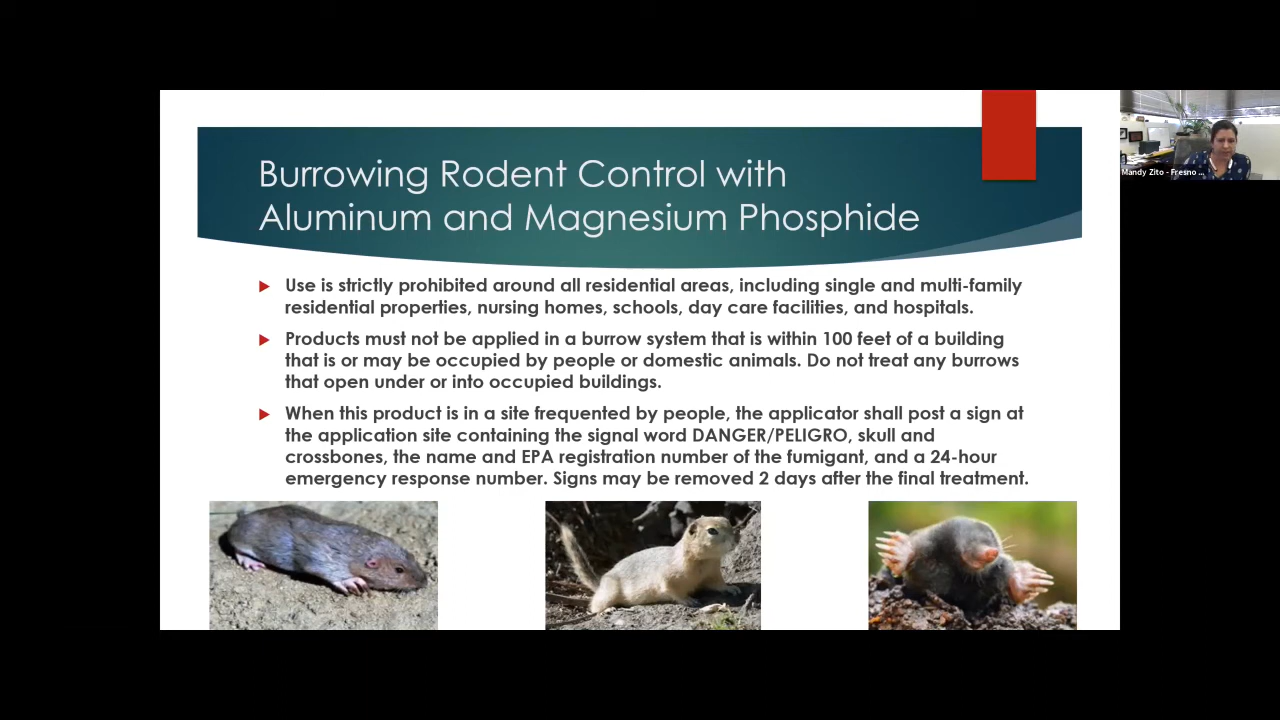 Burrowing Rodent Control with
Aluminum and Magnesium Phosphide
Use is strictly prohibited around all residential areas, including single and multi-family
residential properties, nursing homes, schools, day care facilities, and hospitals.
Products must not be applied in a burrow system that is within 100 feet of a building
that is or may be occupied by people or domestic animals. Do not treat any burrows
that open under or into occupied buildings.
When this product is in a site frequented by people, the applicator shall post a sign at
the application site containing the signal word DANGER/PELIGRO, skull and
crossbones, the name and EPA registration number of the fumigant, and a 24-hour
emergency response number. Signs may be removed 2 days after the final treatment.
Mandy Zito - Fresno ...